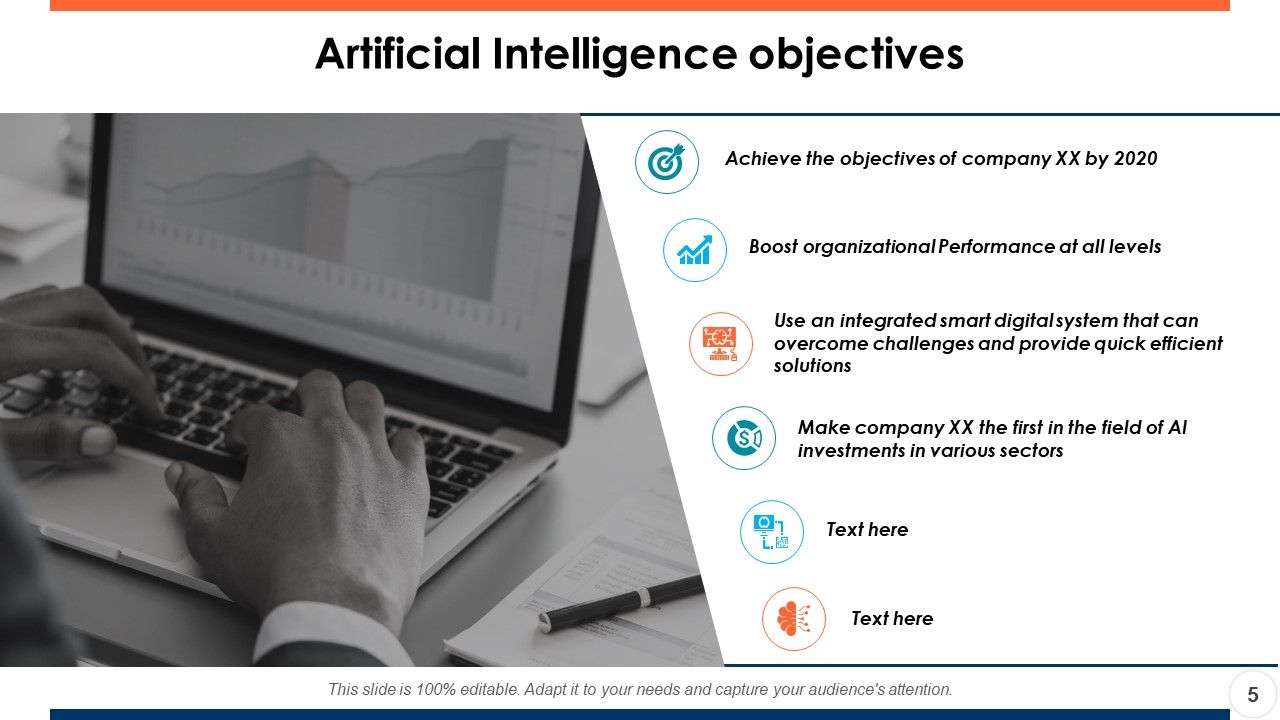 Artificial Intelligence objectives
Achieve the objectives of company XX by 2020
Boost organizational Performance at all levels
Use an integrated smart digital system that can
overcome challenges and provide quick efficient
solutions
Make company XX the first in the field of AI
investments in various sectors
Text here
Text here
This slide is 100% editable. Adapt it to your needs and capture your audience's attention.
5